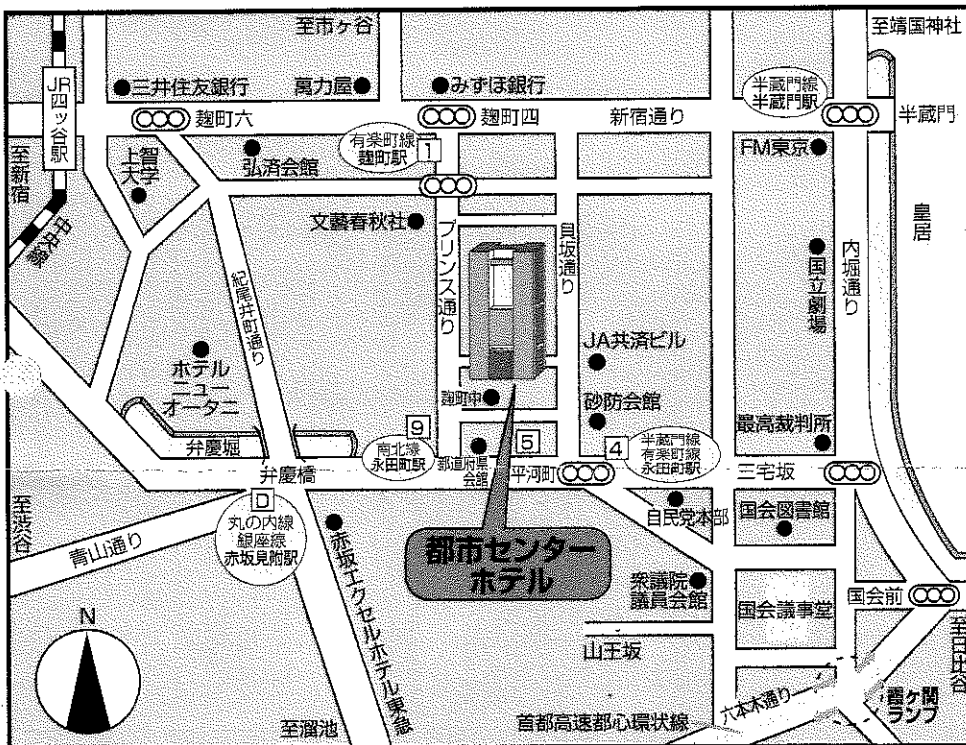 至市ヶ谷
至靖国神社
JR四ッ谷駅
三井住友銀行
萬力屋
みずほ銀行
半蔵門線
半蔵門駅
麹町六
麹町四
新宿通り
半蔵門
至新宿
上智
大学
弘済会館
有楽町線
麹町駅
1
FM東京
中央線
文藝春秋社
プリンス通り
貝坂通り
皇居
紀尾井町通り
国立劇場
内堀通り
ホテル
ニュー
オータニ
JA共済ビル
麹町中
砂防会館
最高裁判所
弁慶堀
9
南北線
永田町駅
5
4
半蔵門線
有楽町線
永田町駅
弁慶橋
都道府県
会館
平河町
三宅坂
D
丸の内線
銀座線
赤坂見附駅
自民党本部
国会図書館
至渋谷
青山通り
赤坂エクセルホテル東急
都市センター
ホテル
衆議院
議員会館
国会議事堂
国会前
至日比谷
N
山王坂
六本木通り
霞ヶ関
ランプ
至溜池
首都高速都心環状線